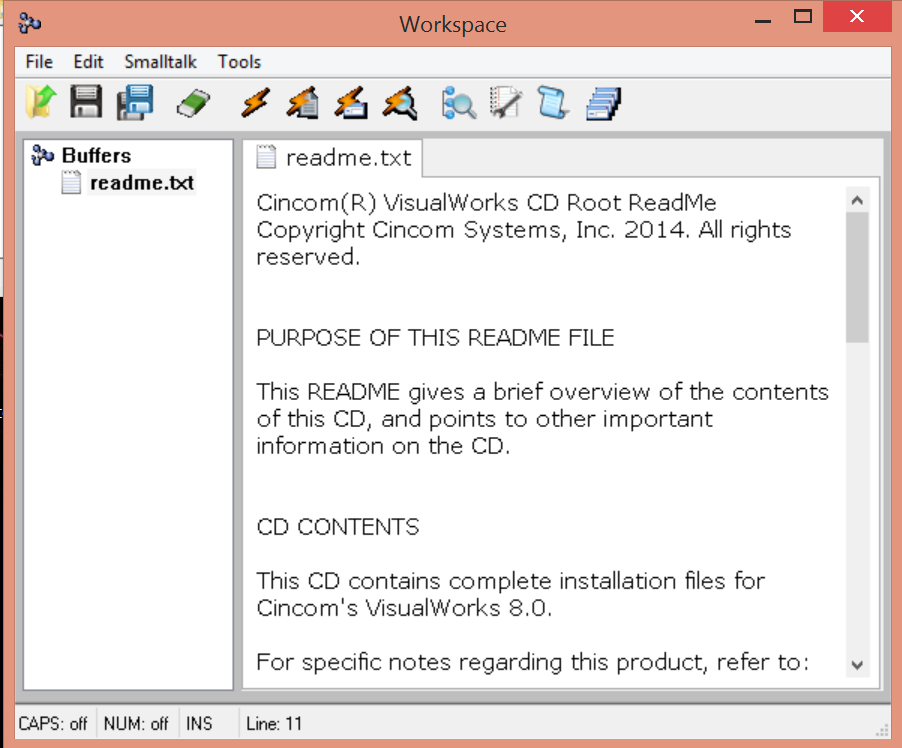 Workspace
File Edit Smalltalk Tools
Buffers
readme.txt
readme.txt
Cincom(R) VisualWorks CD Root ReadMe
Copyright Cincom Systems, Inc. 2014. All rights
reserved.
PURPOSE OF THIS README FILE
This README gives a brief overview of the contents
of this CD, and points to other important
information on the CD.
CD CONTENTS
This CD contains complete installation files for
Cincom's VisualWorks 8.0.
For specific notes regarding this product, refer to:
CAPS: off NUM: off INS Line: 11